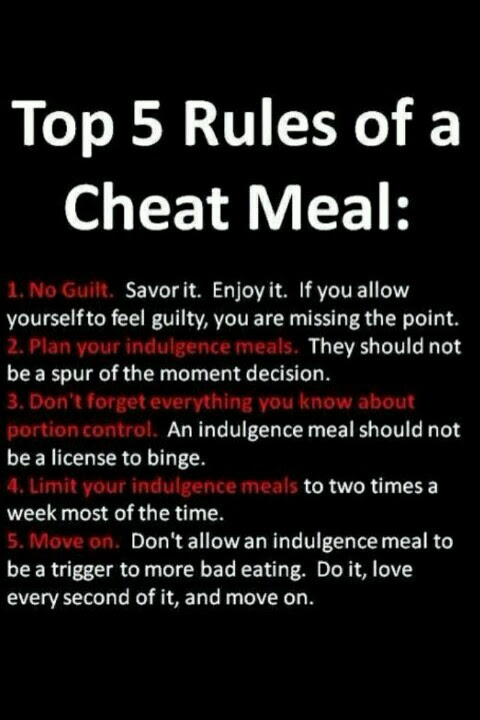 Top 5 Rules of a
Cheat Meal:
1. No Guilt. Savor it. Enjoy it. If you allow
yourself to feel guilty, you are missing the point.
2. Plan your indulgence meals. They should not
be a spur of the moment decision.
3. Don't forget everything you know about
portion control. An indulgence meal should not
be a license to binge.
4. Limit your indulgence meals to two times a
week most of the time.
5. Move on. Don't allow an indulgence meal to
be a trigger to more bad eating. Do it, love
every second of it, and move on.